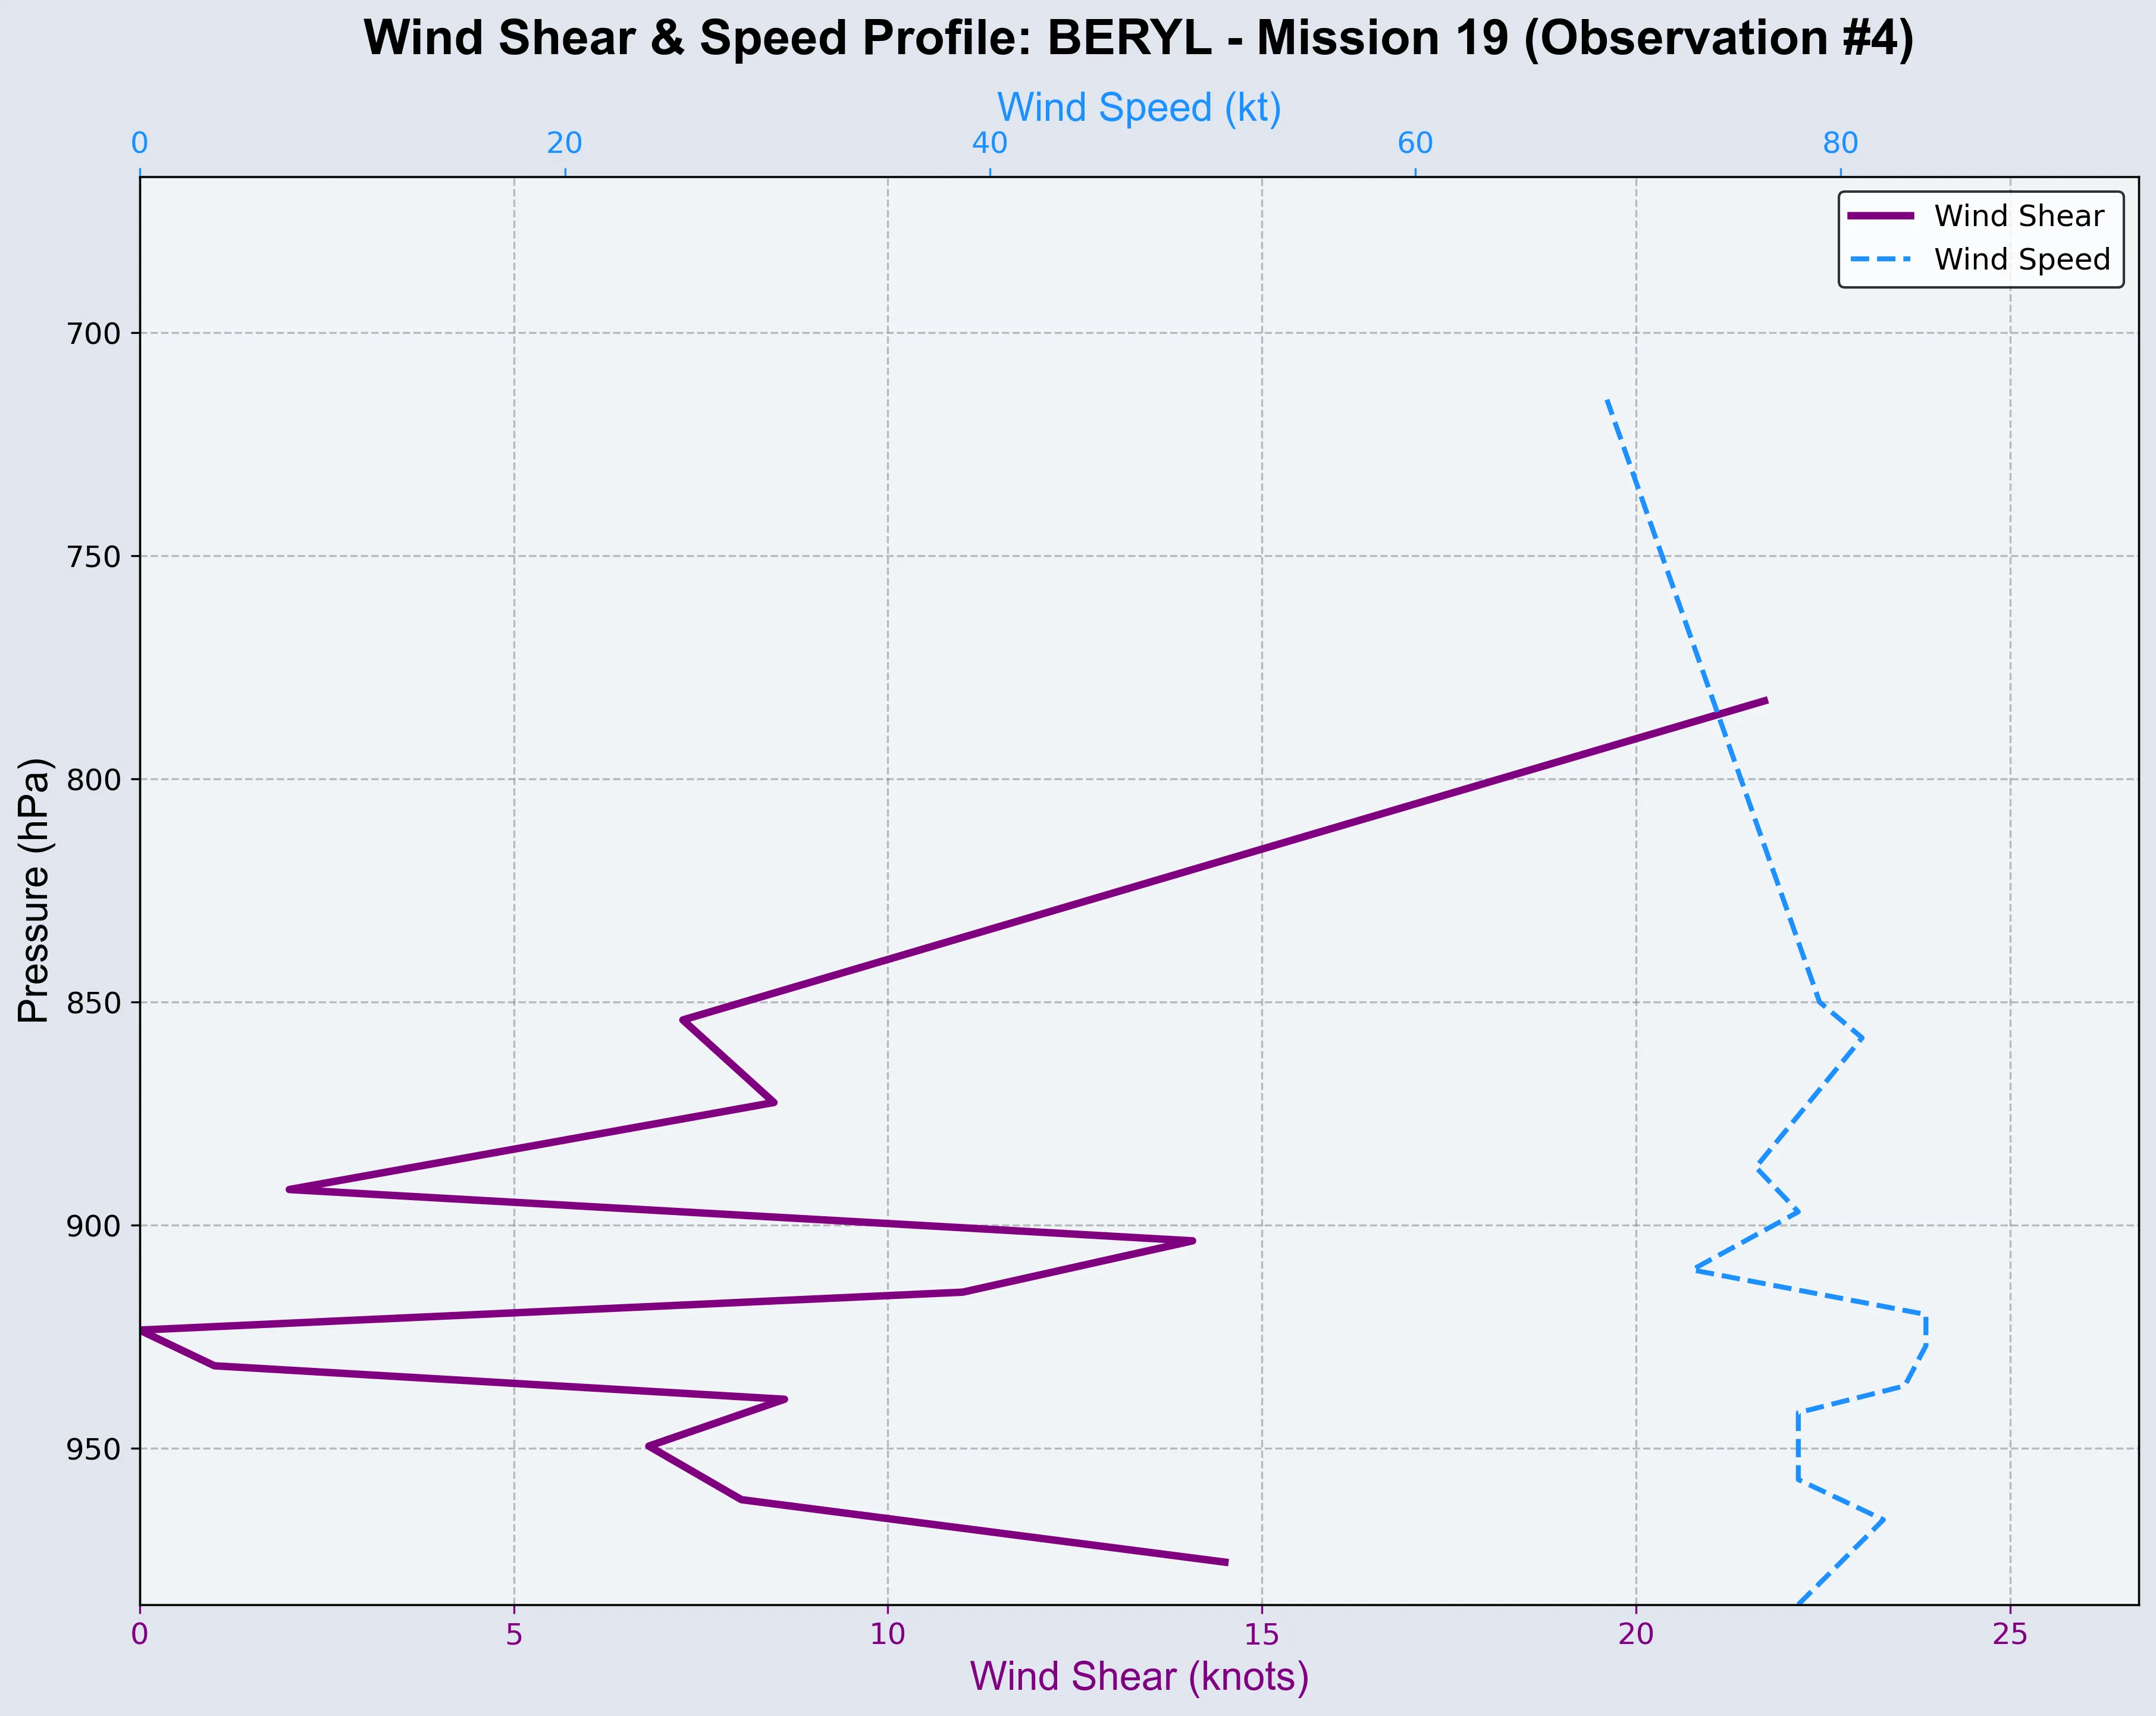 Wind Shear & Speed Profile: BERYL - Mission 19 (Observation #4)
Wind Speed (kt)
0 20 40 60 80
Wind Shear
Wind Speed
700
750
800
850
900
950
Pressure (hPa)
0 5 10 15 20 25
Wind Shear (knots)